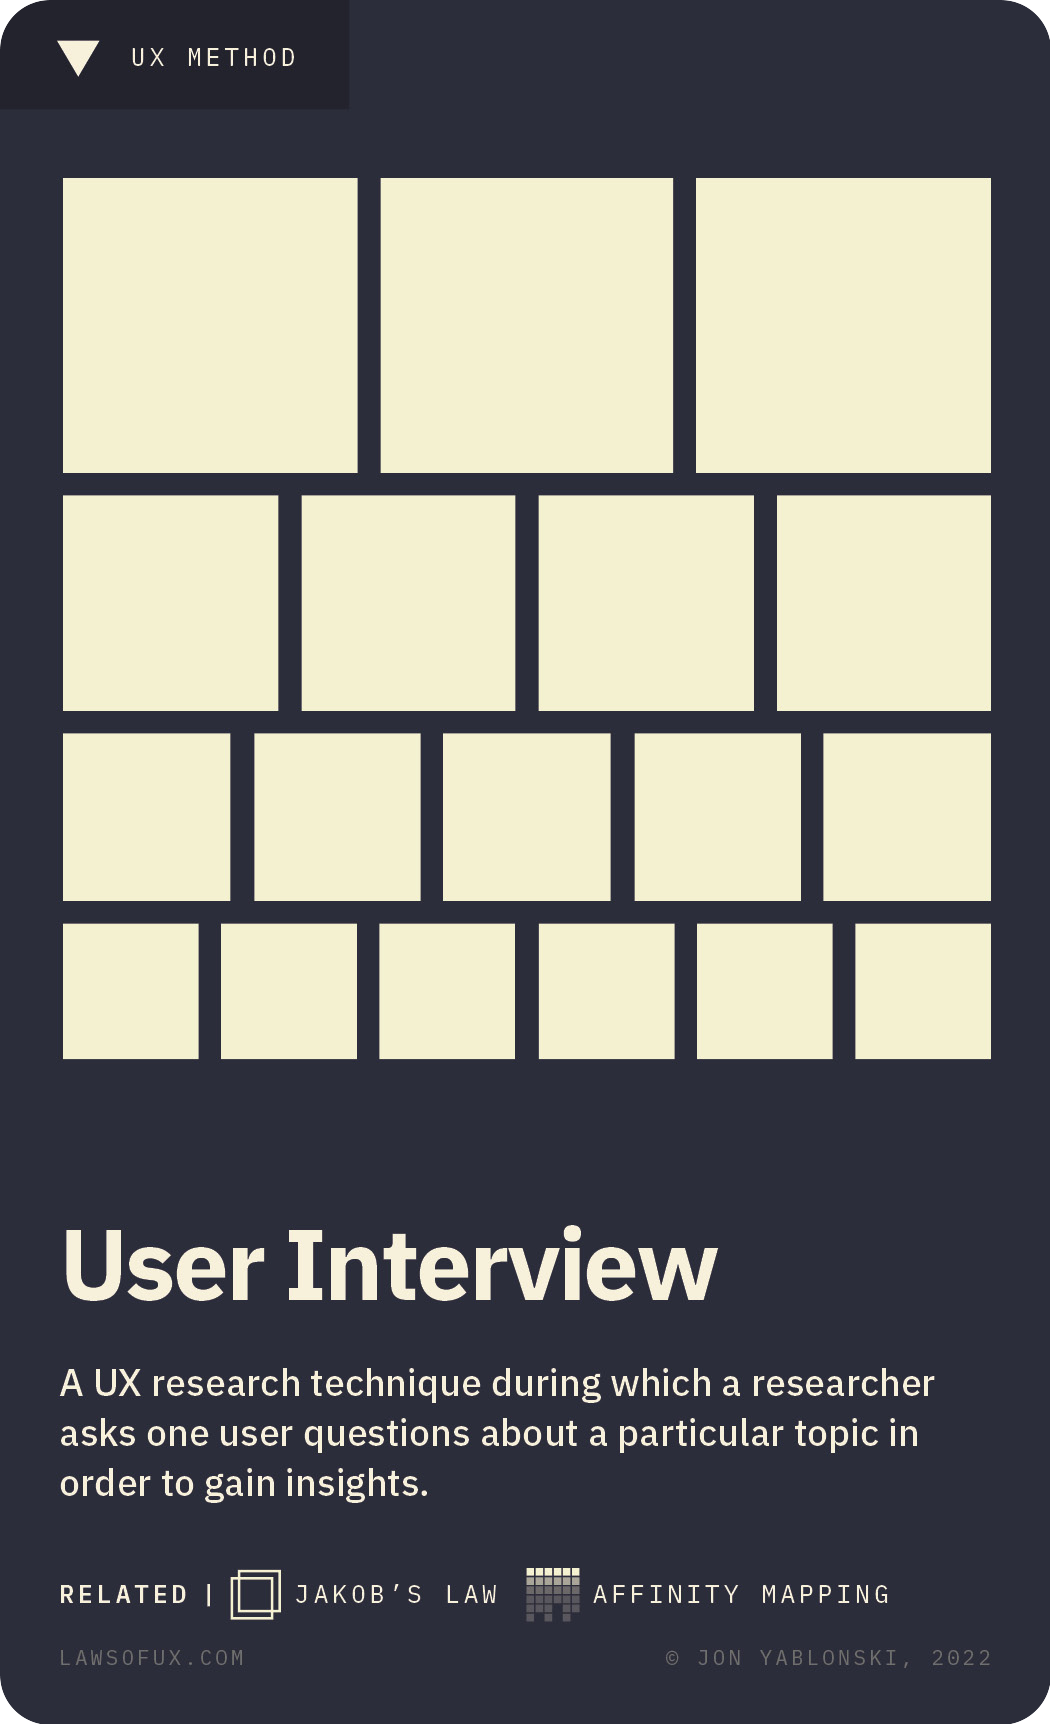 UX METHOD
User Interview
A UX research technique during which a researcher
asks one user questions about a particular topic in
order to gain insights.
RELATED | JAKOB’S LAW AFFINITY MAPPING
LAWSOFUX.COM © JON YABLONSKI, 2022